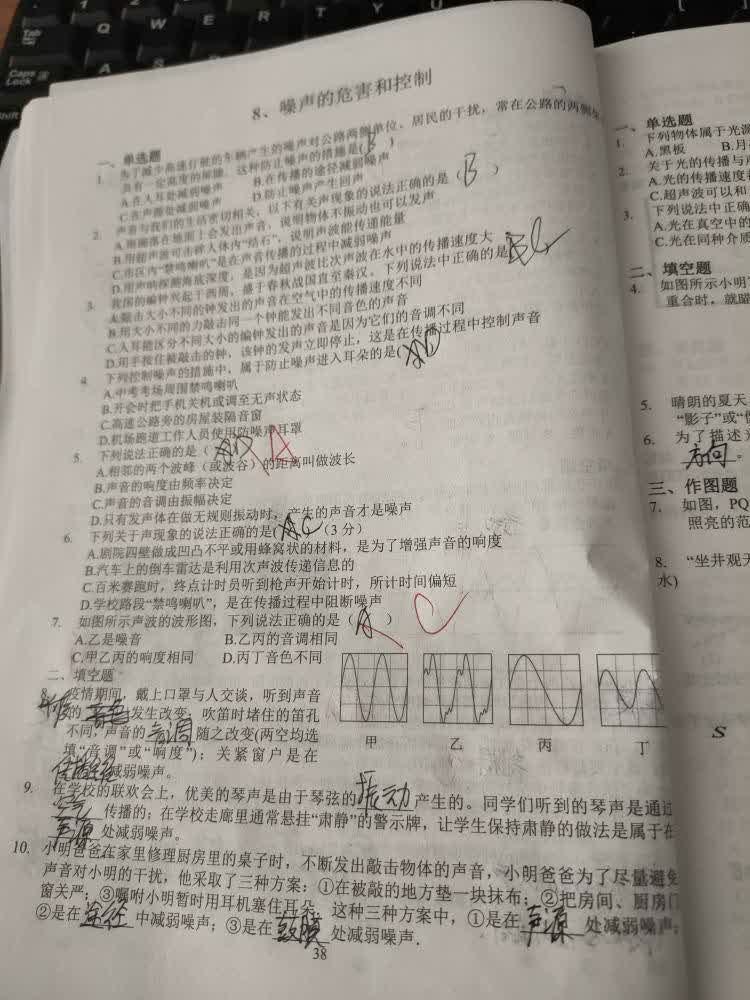 8、噪声的危害和控制
一、单选题
1. 为了减少高速行驶的车辆产生的噪声对公路两侧单位、居民的干扰,常在公路的两侧
具有一定高度的屏障,这种防止噪声的措施是( B )
A.在人耳处减弱噪声 B.在传播的途径减弱噪声
C.在声源处减弱噪声 D.防止噪声产生回声
2. 声音与我们的生活密切相关,以下有关声现象的说法正确的是( B )
A.雨滴落在地面上会发出声音,说明物体不振动也可以发声
B.用超声波可击碎人体内“结石”,说明声波能传递能量
C.市区内“禁鸣喇叭”是在声音传播的过程中减弱噪声
D.用声呐探测海底深度,是因为超声波比次声波在水中的传播速度大
3. 我国的编钟兴起于西周,盛于春秋战国直至秦汉。下列说法中正确的是
A.敲击大小不同的钟发出的声音在空气中的传播速度不同
B.用大小不同的力敲击同一个钟能发出不同音色的声音
C.人耳能区分不同大小的编钟发出的声音是因为它们的音调不同
D.用手按住被敲击的钟,该钟的发声立即停止,这是在传播过程中控制声音
4. 下列控制噪声的措施中,属于防止噪声进入耳朵的是(
A.中考考场周围禁鸣喇叭
B.开会时把手机关机或调至无声状态
C.高速公路旁的房屋装隔音窗
D.机场跑道工作人员使用防噪声耳罩
5. 下列说法正确的是( A
A.相邻的两个波峰(或波谷)的距离叫做波长
B.声音的响度由频率决定
C.声音的音调由振幅决定
D.只有发声体在做无规则振动时,产生的声音才是噪声
6. 下列关于声现象的说法正确的是( (3 分)
A.剧院四壁做成凹凸不平或用蜂窝状的材料,是为了增强声音的响度
B.汽车上的倒车雷达是利用次声波传递信息的
C.百米赛跑时,终点计时员听到枪声开始计时,所计时间偏短
D.学校路段“禁鸣喇叭”,是在传播过程中阻断噪声
7. 如图所示声波的波形图,下列说法正确的是( A ) C
A.乙是噪音 B.乙丙的音调相同
C.甲乙丙的响度相同 D.丙丁音色不同
甲 乙 丙 丁
二、填空题
8. 疫情期间,戴上口罩与人交谈,听到声音
的 音色 发生改变,吹笛时堵住的笛孔
不同,声音的 音调 随之改变(两空均选
填“音调”或“响度”);关紧窗户是在
传播途径 减弱噪声。
9. 在学校的联欢会上,优美的琴声是由于琴弦的 振动 产生的。同学们听到的琴声是通过
空气 传播的;在学校走廊里通常悬挂“肃静”的警示牌,让学生保持肃静的做法是属于在
声源 处减弱噪声。
10. 小明爸爸在家里修理厨房里的桌子时,不断发出敲击物体的声音,小朗爸爸为了尽量避免
声音对小明的干扰,他采取了三种方案:①在被敲的地方垫一块抹布;②把房间、厨房门
窗关严;③嘱咐小明暂时用耳机塞住耳朵。这种三种方案中,①是在 声源 处减弱噪声;
②是在 途径 中减弱噪声;③是在 鼓膜 处减弱噪声.
38
一、单选题
1. 下列物体属于光源
A.黑板 B.月
2. 关于光的传播与
A.光的传播速度
C.超声波可以和
3. 下列说法中正确
A.光在真空中的
C.光在同种介质
二、填空题
4. 如图所示小明
重合时,就
5. 晴朗的夏天
“影子”或“
6. 为了描述光
方向 。
三、作图题
7. 如图,PQ
照亮的范
8. “坐井观天
水)
S
Tab
Caps Lock
Shift
Q
W
E
R
T
Y
A
S